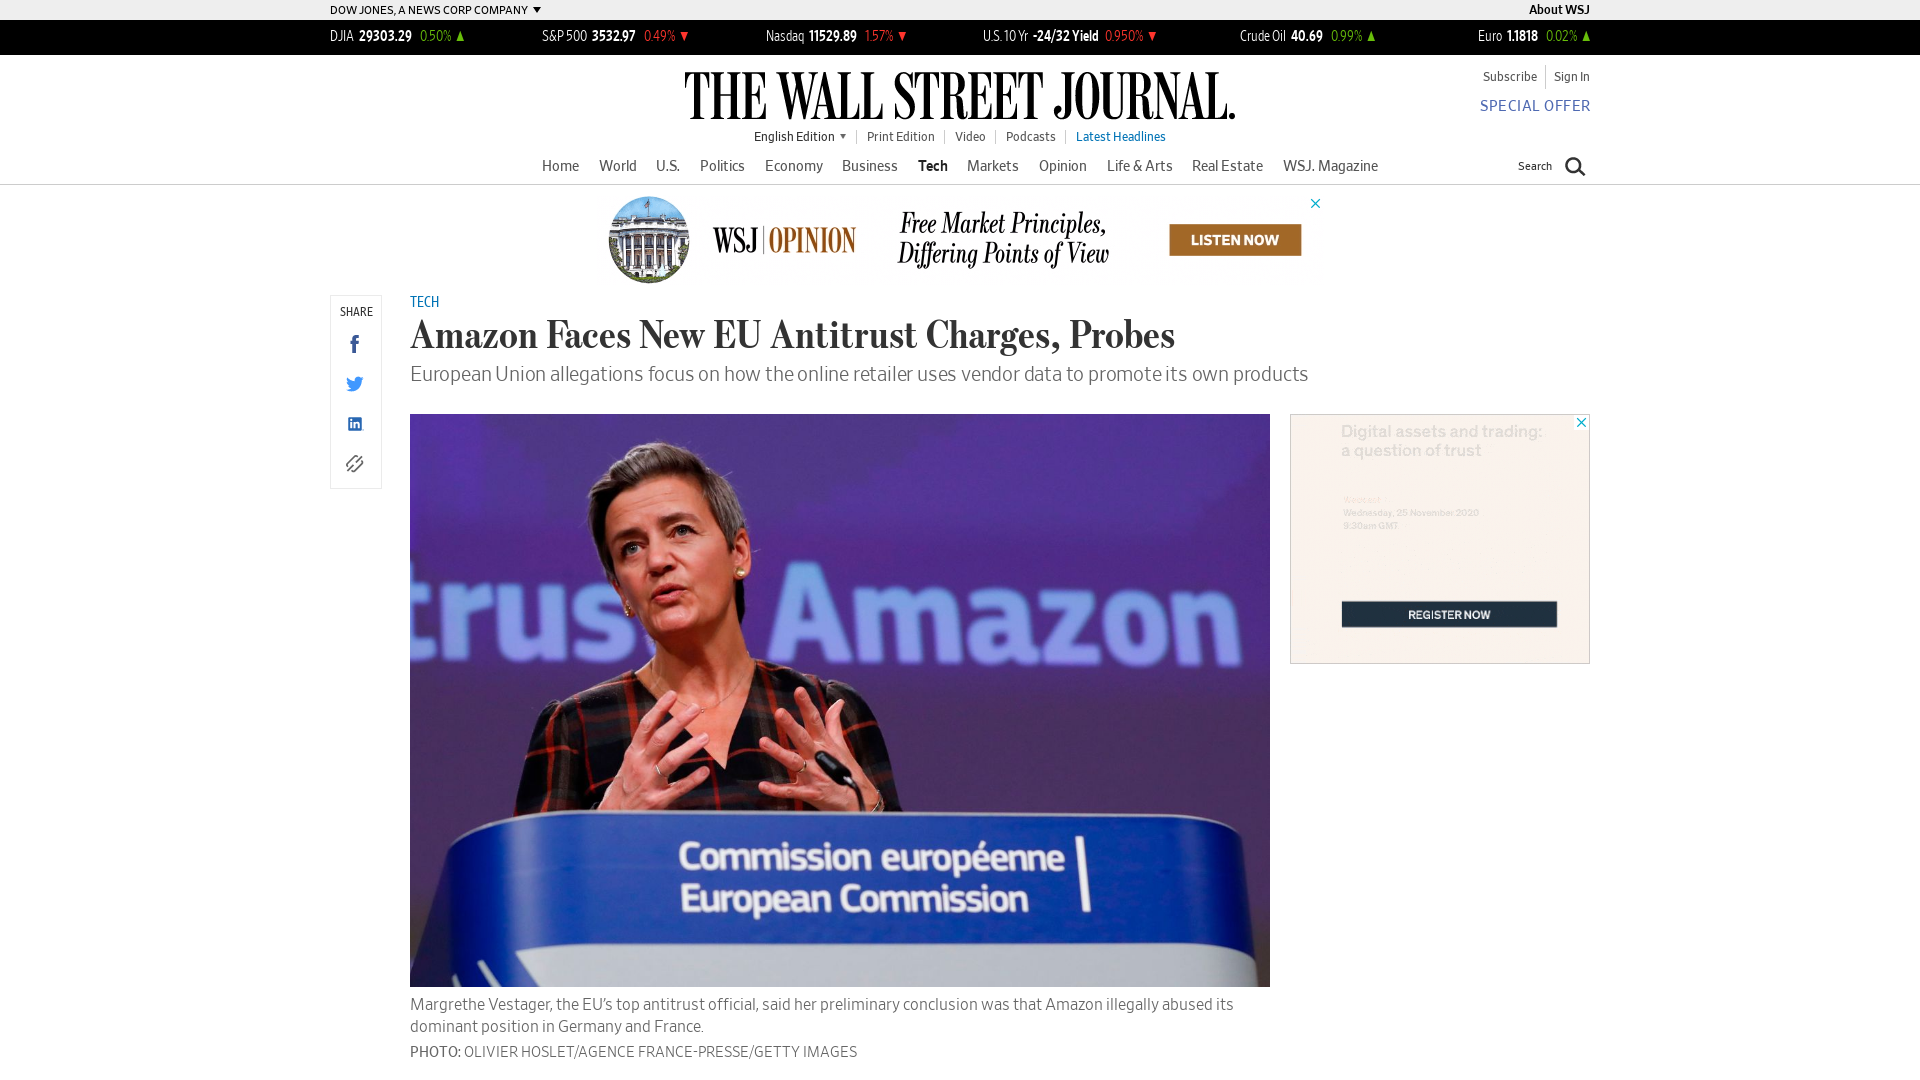 DOW JONES, A NEWS CORP COMPANY
About WSJ
DJIA 29303.29 0.50%
S&P 500 3532.97 0.49%
Nasdaq 11529.89 1.57%
U.S. 10 Yr -24/32 Yield 0.950%
Crude Oil 40.69 0.99%
Euro 1.1818 0.02%
THE WALL STREET JOURNAL.
Subscribe
Sign In
SPECIAL OFFER
English Edition
Print Edition
Video
Podcasts
Latest Headlines
Home
World
U.S.
Politics
Economy
Business
Tech
Markets
Opinion
Life & Arts
Real Estate
WSJ. Magazine
Search
WSJ OPINION
Free Market Principles,
Differing Points of View
LISTEN NOW
SHARE
TECH
Amazon Faces New EU Antitrust Charges, Probes
European Union allegations focus on how the online retailer uses vendor data to promote its own products
trus Amazon
Commission européenne
European Commission
Digital assets and trading:
a question of trust
Webcast
Wednesday, 25 November 2020
9:30am GMT
REGISTER NOW
Margrethe Vestager, the EU’s top antitrust official, said her preliminary conclusion was that Amazon illegally abused its
dominant position in Germany and France.
PHOTO: OLIVIER HOSLET/AGENCE FRANCE-PRESSE/GETTY IMAGES